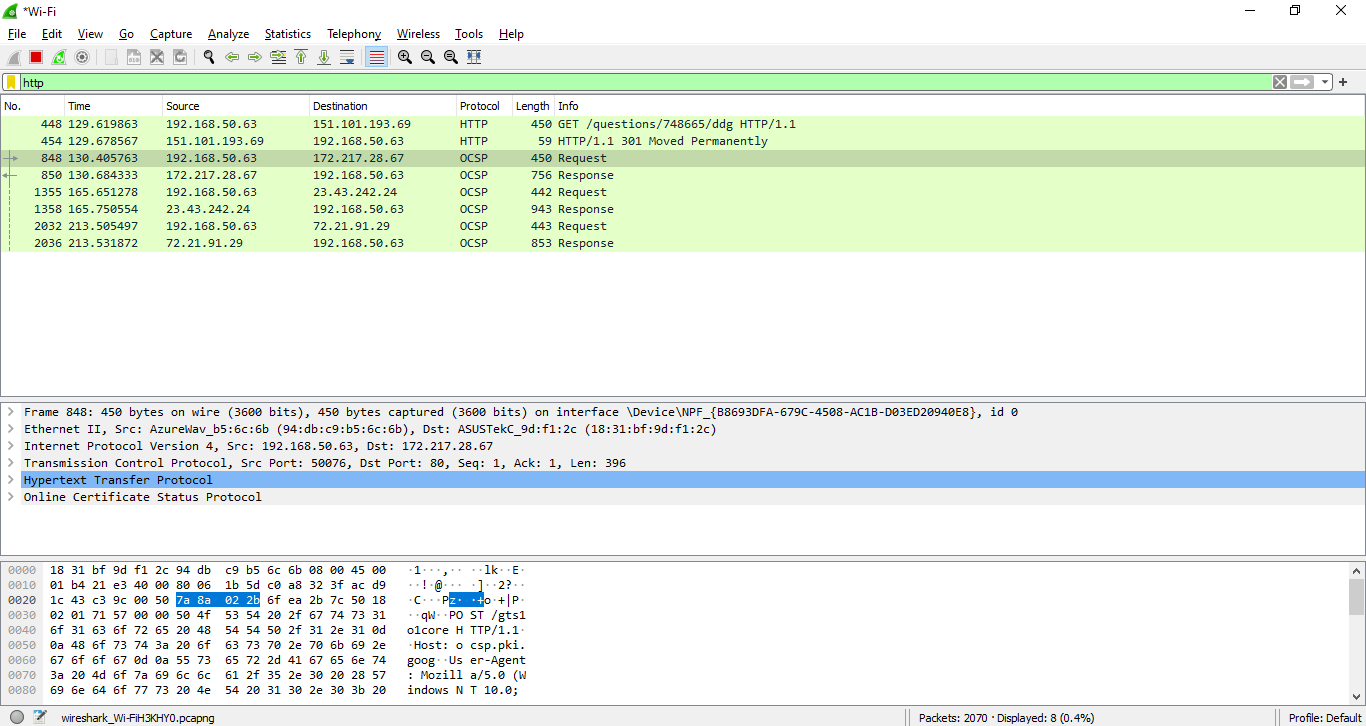 *Wi-Fi
File Edit View Go Capture Analyze Statistics Telephony Wireless Tools Help
http
No. Time Source Destination Protocol Length Info
448 129.619863 192.168.50.63 151.101.193.69 HTTP 450 GET /questions/748665/ddg HTTP/1.1
454 129.678567 151.101.193.69 192.168.50.63 HTTP 59 HTTP/1.1 301 Moved Permanently
848 130.405763 192.168.50.63 172.217.28.67 OCSP 450 Request
850 130.684333 172.217.28.67 192.168.50.63 OCSP 756 Response
1355 165.651278 192.168.50.63 23.43.242.24 OCSP 442 Request
1358 165.750554 23.43.242.24 192.168.50.63 OCSP 943 Response
2032 213.505497 192.168.50.63 72.21.91.29 OCSP 443 Request
2036 213.531872 72.21.91.29 192.168.50.63 OCSP 853 Response
Frame 848: 450 bytes on wire (3600 bits), 450 bytes captured (3600 bits) on interface \Device\NPF_{B8693DFA-679C-4508-AC1B-D03ED20940E8}, id 0
Ethernet II, Src: AzureWav_b5:6c:6b (94:db:c9:b5:6c:6b), Dst: ASUSTekC_9d:f1:2c (18:31:bf:9d:f1:2c)
Internet Protocol Version 4, Src: 192.168.50.63, Dst: 172.217.28.67
Transmission Control Protocol, Src Port: 50076, Dst Port: 80, Seq: 1, Ack: 1, Len: 396
Hypertext Transfer Protocol
Online Certificate Status Protocol
0000 18 31 bf 9d f1 2c 94 db c9 b5 6c 6b 08 00 45 00 ·1···,·· ··lk··E·
0010 01 b4 21 e3 40 00 80 06 1b 5d c0 a8 32 3f ac d9 ··!·@··· ·]··2?··
0020 1c 43 c3 9c 00 50 7a 8a 02 2b 6f ea 2b 7c 50 18 ·C···Pz· ·+o·+|P·
0030 02 01 71 57 00 00 50 4f 53 54 20 2f 67 74 73 31 ··qW··PO ST /gts1
0040 6f 31 63 6f 72 65 20 48 54 54 50 2f 31 2e 31 0d o1core H TTP/1.1·
0050 0a 48 6f 73 74 3a 20 6f 63 73 70 2e 70 6b 69 2e ·Host: o csp.pki.
0060 67 6f 6f 67 0d 0a 55 73 65 72 2d 41 67 65 6e 74 goog··Us er-Agent
0070 3a 20 4d 6f 7a 69 6c 6c 61 2f 35 2e 30 20 28 57 : Mozill a/5.0 (W
0080 69 6e 64 6f 77 73 20 4e 54 20 31 30 2e 30 3b 20 indows N T 10.0;
wireshark_Wi-FiH3KHY0.pcapng Packets: 2070 · Displayed: 8 (0.4%) Profile: Default